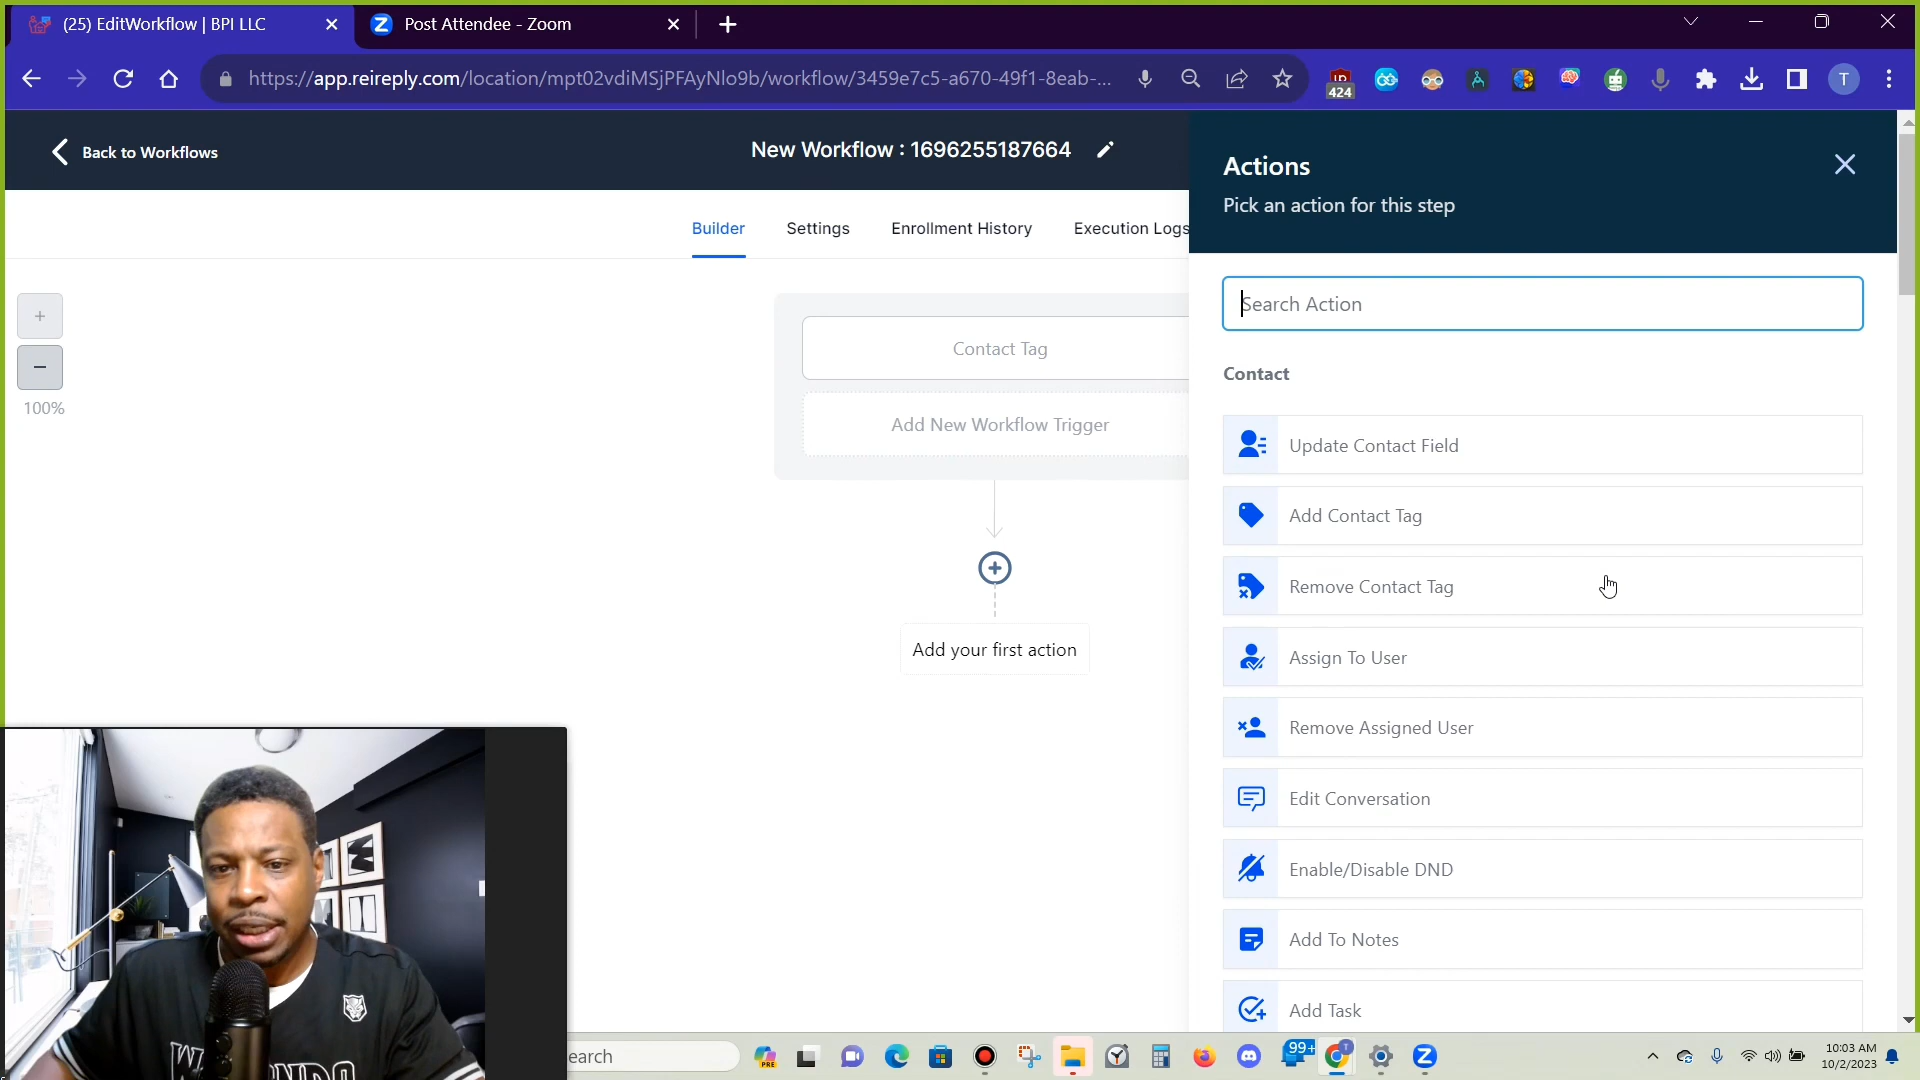 (25) EditWorkflow | BPI LLC
Post Attendee - Zoom
https://app.reireply.com/location/mpt02vdiMSjPFAyNlo9b/workflow/3459e7c5-a670-49f1-8eab-...
424
T
Back to Workflows
New Workflow : 1696255187664
Builder
Settings
Enrollment History
Execution Logs
100%
Contact Tag
Add New Workflow Trigger
Add your first action
Actions
Pick an action for this step
Search Action
Contact
Update Contact Field
Add Contact Tag
Remove Contact Tag
Assign To User
Remove Assigned User
Edit Conversation
Enable/Disable DND
Add To Notes
Add Task
earch
PRE
99+
10:03 AM
10/2/2023